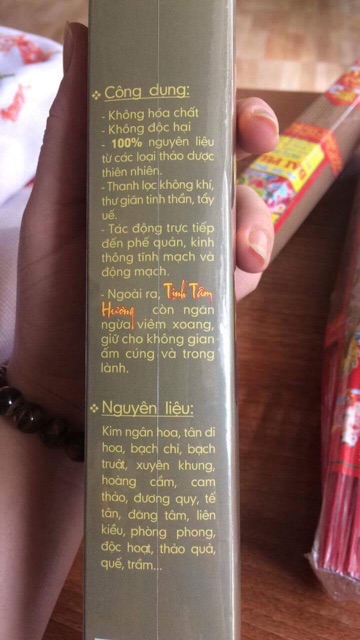 ❖ Công dụng:
- Không hóa chất
- Không độc hại
- 100% nguyên liệu
từ các loại thảo dược
thiên nhiên.
- Thanh lọc không khí,
thư giãn tinh thần, tẩy
uế.
- Tác động trực tiếp
đến phế quản, kinh
thông tĩnh mạch và
động mạch.
- Ngoài ra, Tịnh Tâm
Hương còn ngăn
ngừa viêm xoang,
giữ cho không gian
ấm cúng và trong
lành.
❖ Nguyên liệu:
Kim ngân hoa, tân di
hoa, bạch chỉ, bạch
truật, xuyên khung,
hoàng cầm, cam
thảo, đương quy, tế
tân, đảng tâm, liên
kiều, phòng phong,
độc hoạt, thảo quả,
quế, trầm...